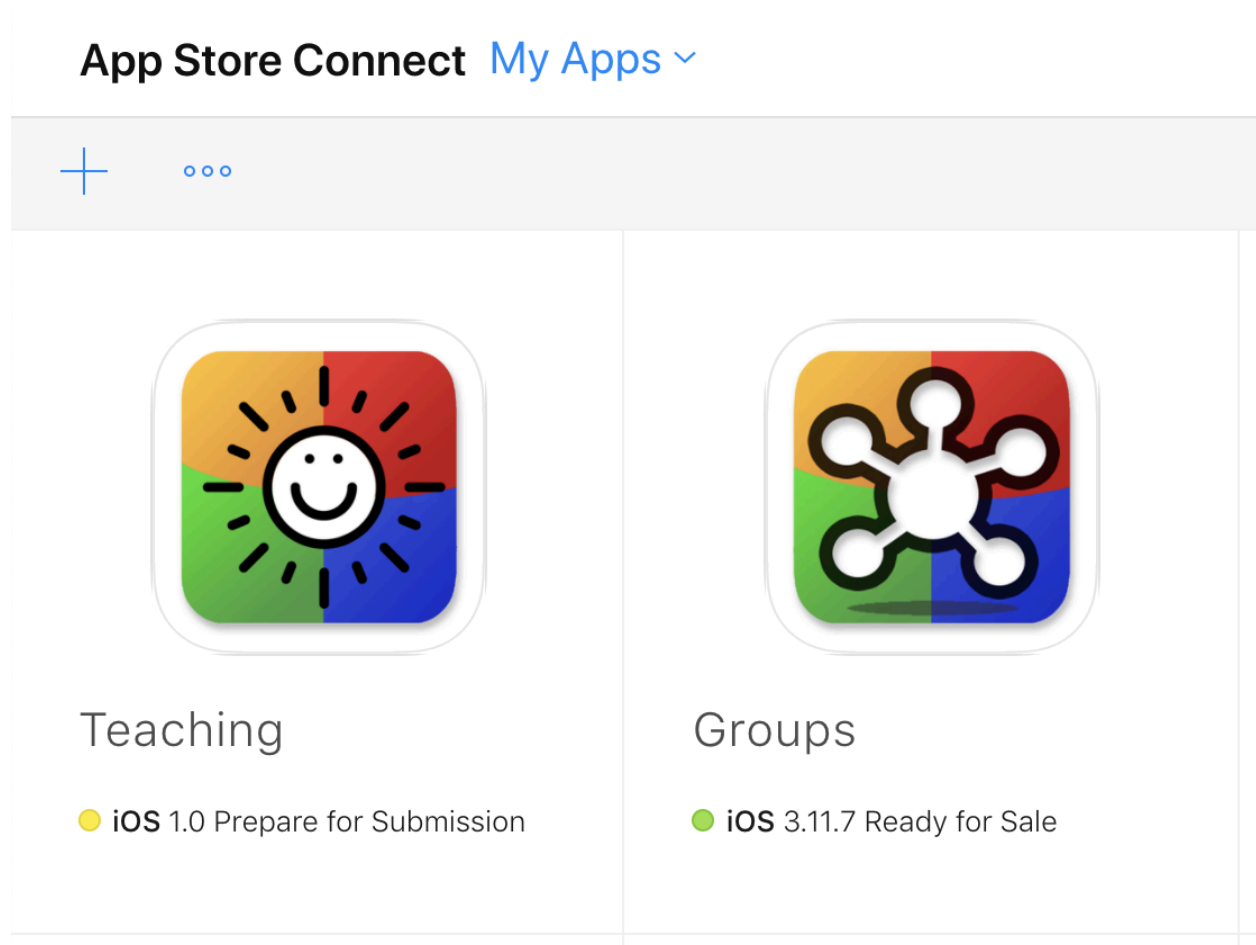 App Store Connect My Apps
Teaching
Groups
iOS 1.0 Prepare for Submission
iOS 3.11.7 Ready for Sale